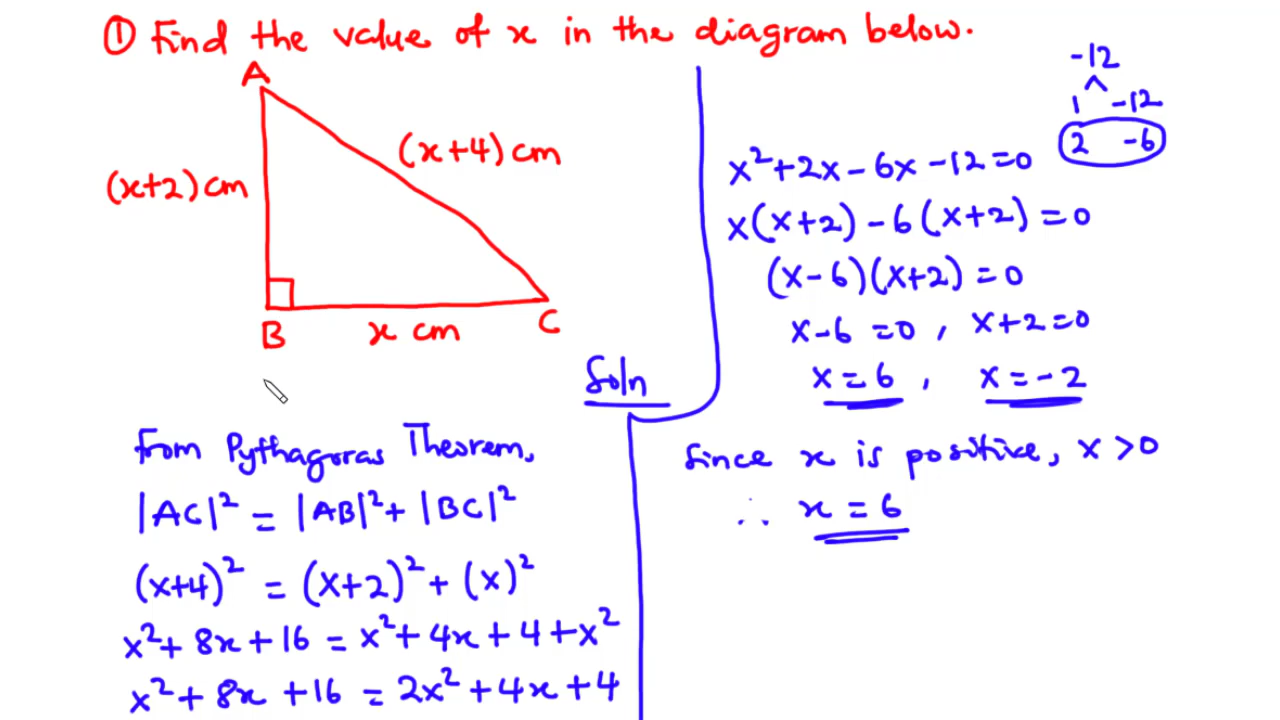 ① Find the value of x in the diagram below.
A
(x+4) cm
(x+2) cm
B
x cm
C
Soln
From Pythagoras Theorem,
|AC|² = |AB|² + |BC|²
(x+4)² = (x+2)² + (x)²
x² + 8x + 16 = x² + 4x + 4 + x²
x² + 8x + 16 = 2x² + 4x + 4
-12
1 -12
2 -6
x² + 2x - 6x - 12 = 0
x(x+2) - 6(x+2) = 0
(x-6)(x+2) = 0
x-6 = 0, x+2 = 0
x = 6, x = -2
Since x is positive, x > 0
∴ x = 6